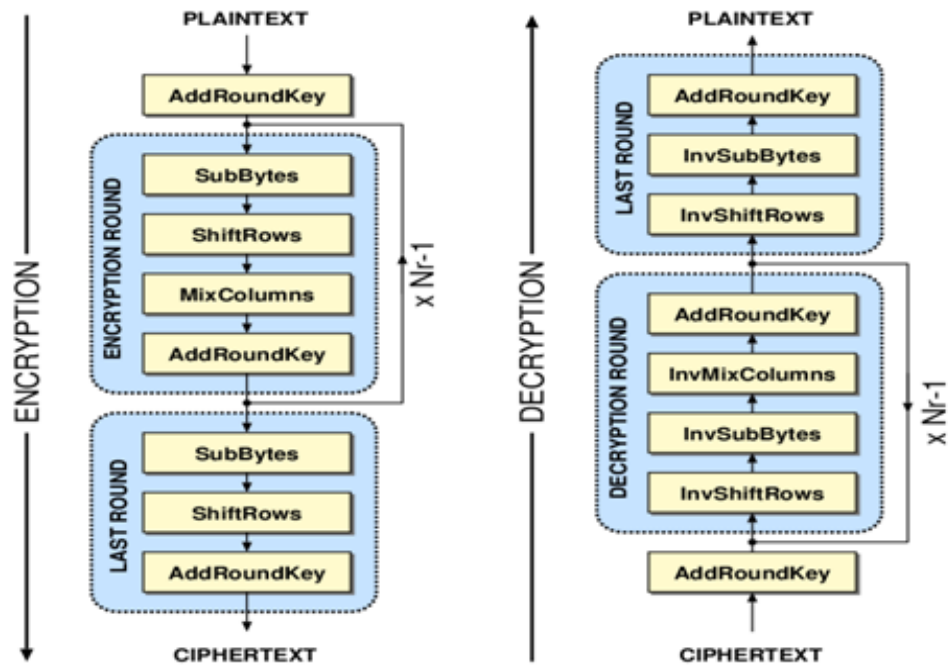 PLAINTEXT
AddRoundKey
SubBytes
ShiftRows
MixColumns
AddRoundKey
ENCRYPTION ROUND
x Nr-1
SubBytes
ShiftRows
AddRoundKey
LAST ROUND
CIPHERTEXT
ENCRYPTION
PLAINTEXT
AddRoundKey
InvSubBytes
InvShiftRows
LAST ROUND
AddRoundKey
InvMixColumns
InvSubBytes
InvShiftRows
DECRYPTION ROUND
x Nr-1
AddRoundKey
CIPHERTEXT
DECRYPTION